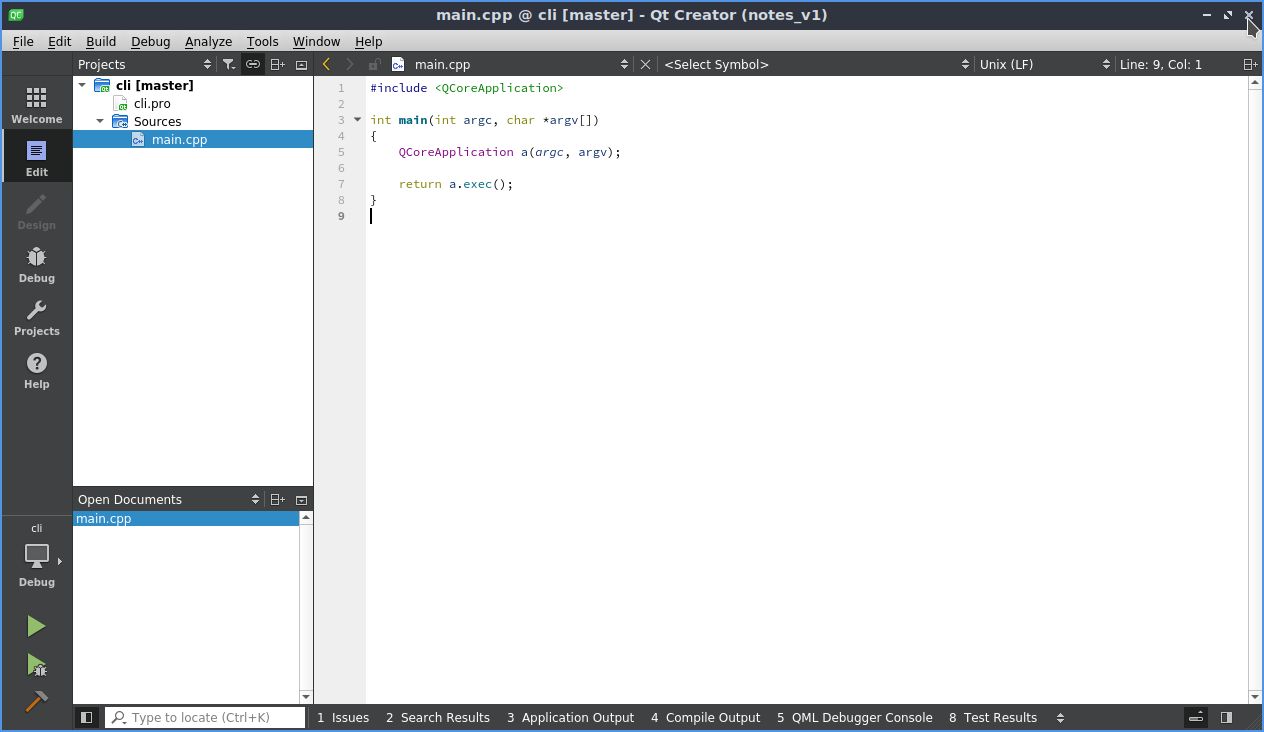 main.cpp @ cli [master] - Qt Creator (notes_v1)
File Edit Build Debug Analyze Tools Window Help
Projects main.cpp <Select Symbol> Unix (LF) Line: 9, Col: 1
Welcome
Edit
Design
Debug
Projects
Help
cli [master]
cli.pro
Sources
main.cpp
1 #include <QCoreApplication>
2
3 int main(int argc, char *argv[])
4 {
5 QCoreApplication a(argc, argv);
6
7 return a.exec();
8 }
9
Open Documents
main.cpp
cli
Debug
Type to locate (Ctrl+K) 1 Issues 2 Search Results 3 Application Output 4 Compile Output 5 QML Debugger Console 8 Test Results